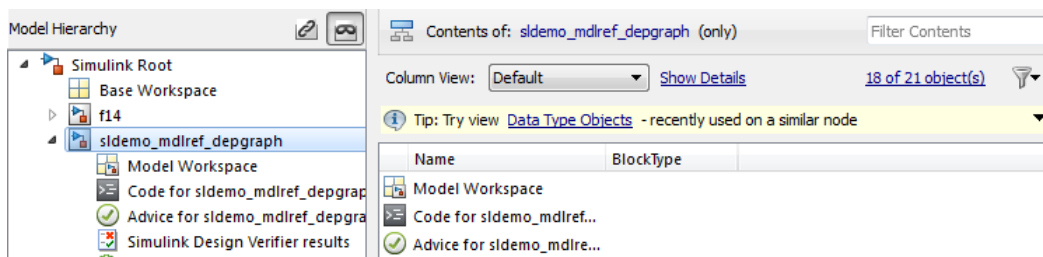 Model Hierarchy
Simulink Root
Base Workspace
f14
sldemo_mdlref_depgraph
Model Workspace
Code for sldemo_mdlref_depgrap
Advice for sldemo_mdlref_depgra
Simulink Design Verifier results
Contents of: sldemo_mdlref_depgraph (only)
Filter Contents
Column View: Default Show Details 18 of 21 object(s)
Tip: Try view Data Type Objects - recently used on a similar node
Name BlockType
Model Workspace
Code for sldemo_mdlref...
Advice for sldemo_mdlre...